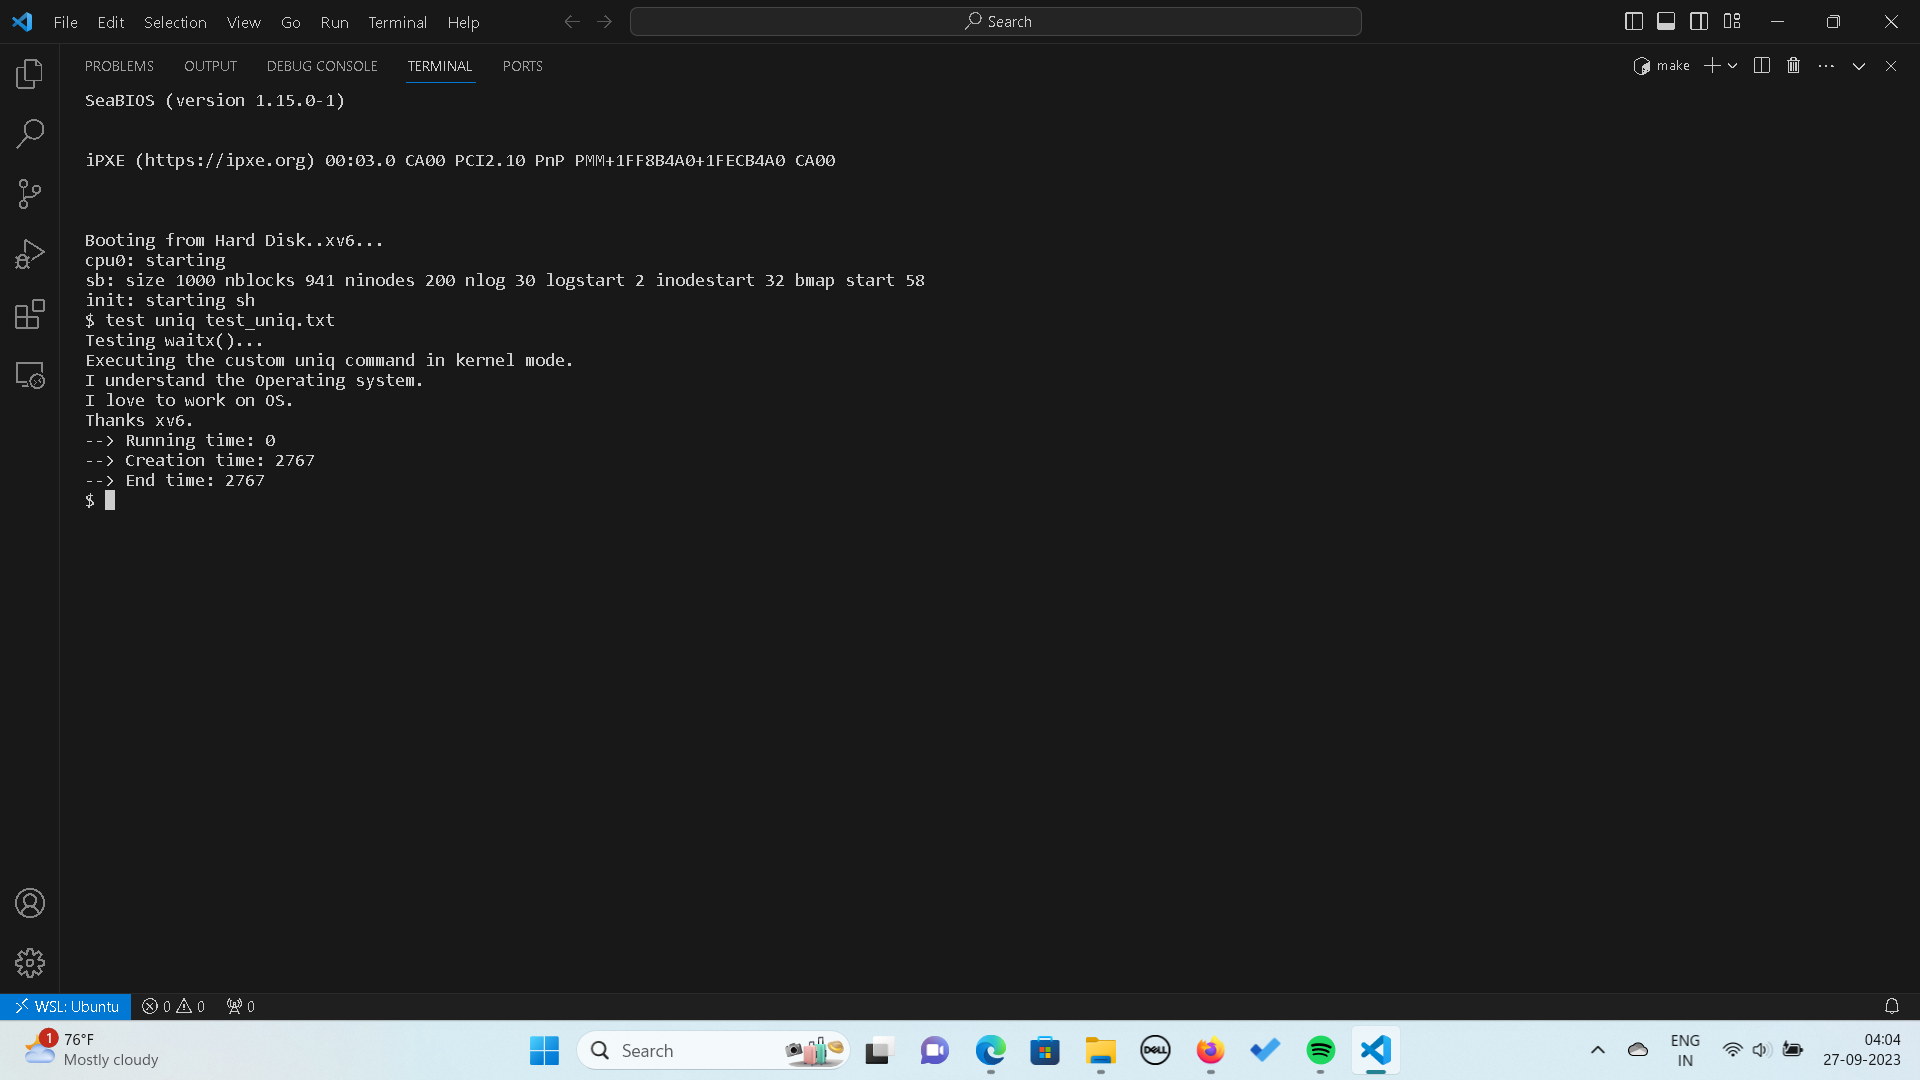 File Edit Selection View Go Run Terminal Help Search
PROBLEMS OUTPUT DEBUG CONSOLE TERMINAL PORTS make
SeaBIOS (version 1.15.0-1)
iPXE (https://ipxe.org) 00:03.0 CA00 PCI2.10 PnP PMM+1FF8B4A0+1FECB4A0 CA00
Booting from Hard Disk..xv6...
cpu0: starting
sb: size 1000 nblocks 941 ninodes 200 nlog 30 logstart 2 inodestart 32 bmap start 58
init: starting sh
$ test uniq test_uniq.txt
Testing waitx()...
Executing the custom uniq command in kernel mode.
I understand the Operating system.
I love to work on OS.
Thanks xv6.
--> Running time: 0
--> Creation time: 2767
--> End time: 2767
$
WSL: Ubuntu 0 0 0
1 76°F
Mostly cloudy
Search
DELL
ENG
IN
04:04
27-09-2023